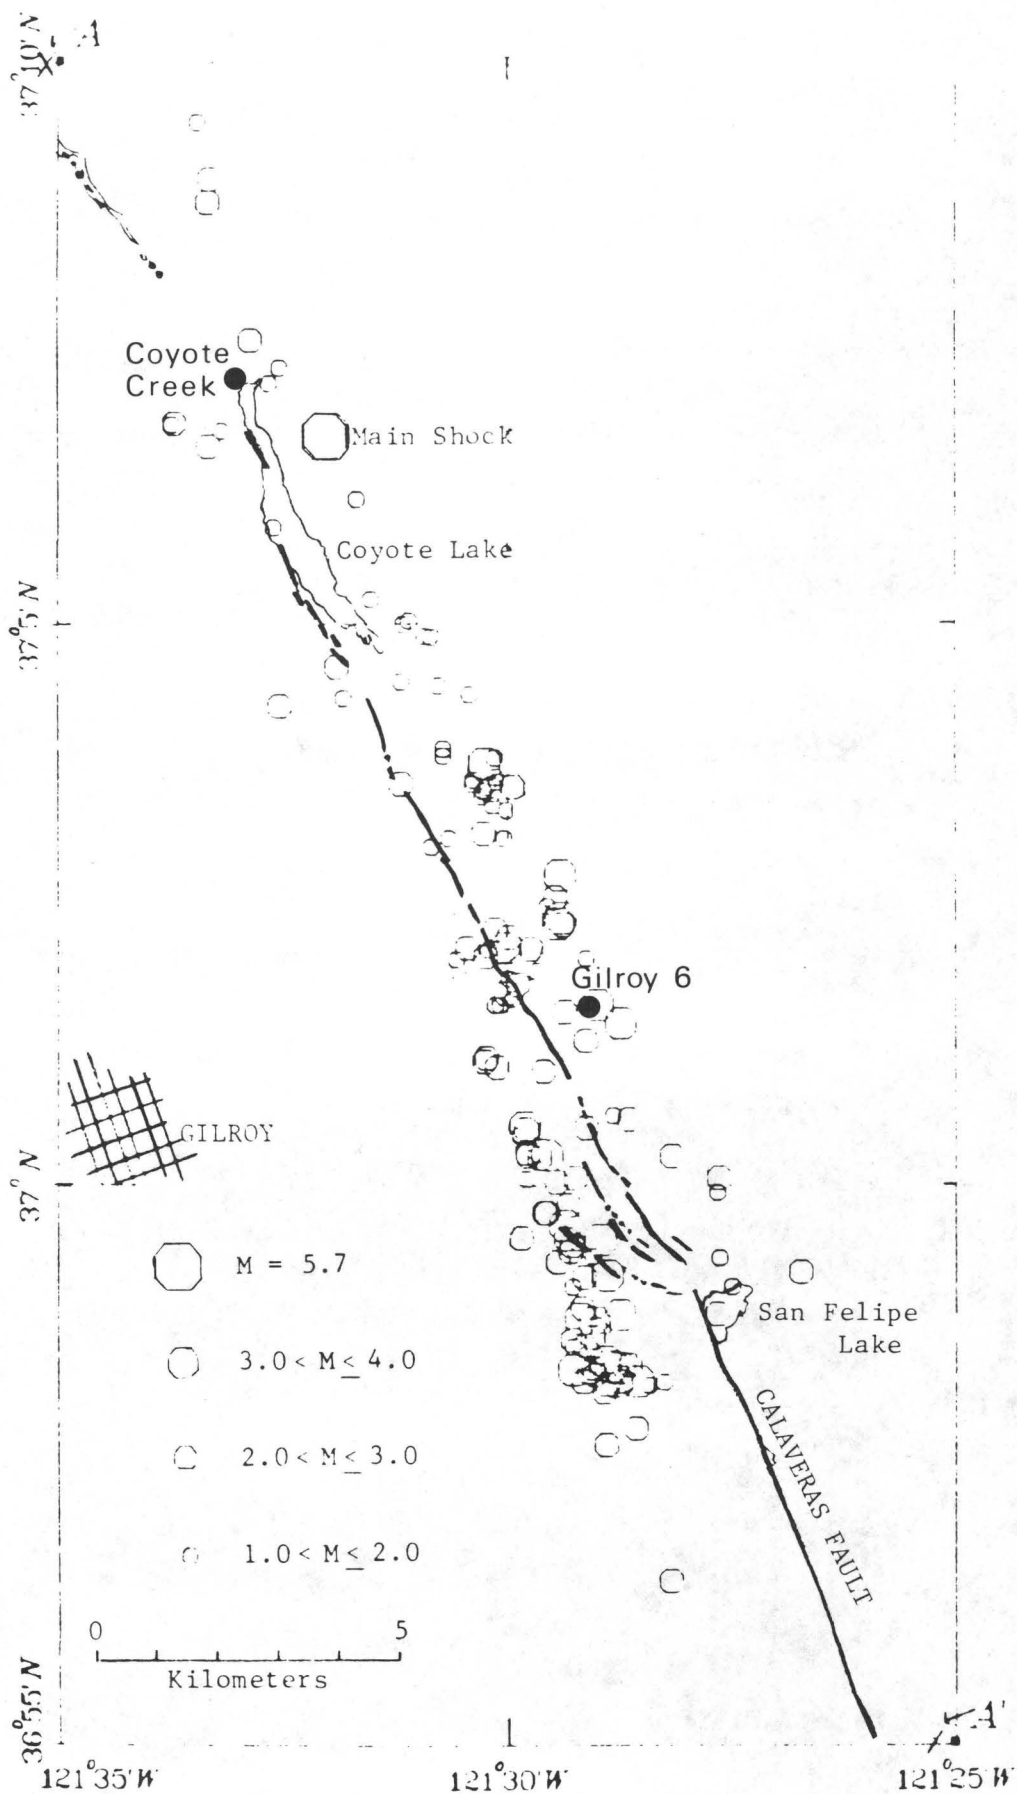 A
37°10'N
Coyote
Creek
Main Shock
Coyote Lake
37°5'N
Gilroy 6
GILROY
37° N
M = 5.7
San Felipe
Lake
3.0 < M ≤ 4.0
CALAVERAS FAULT
2.0 < M ≤ 3.0
1.0 < M ≤ 2.0
0 5
Kilometers
36°55'N
A'
121°35'W 121°30'W 121°25'W